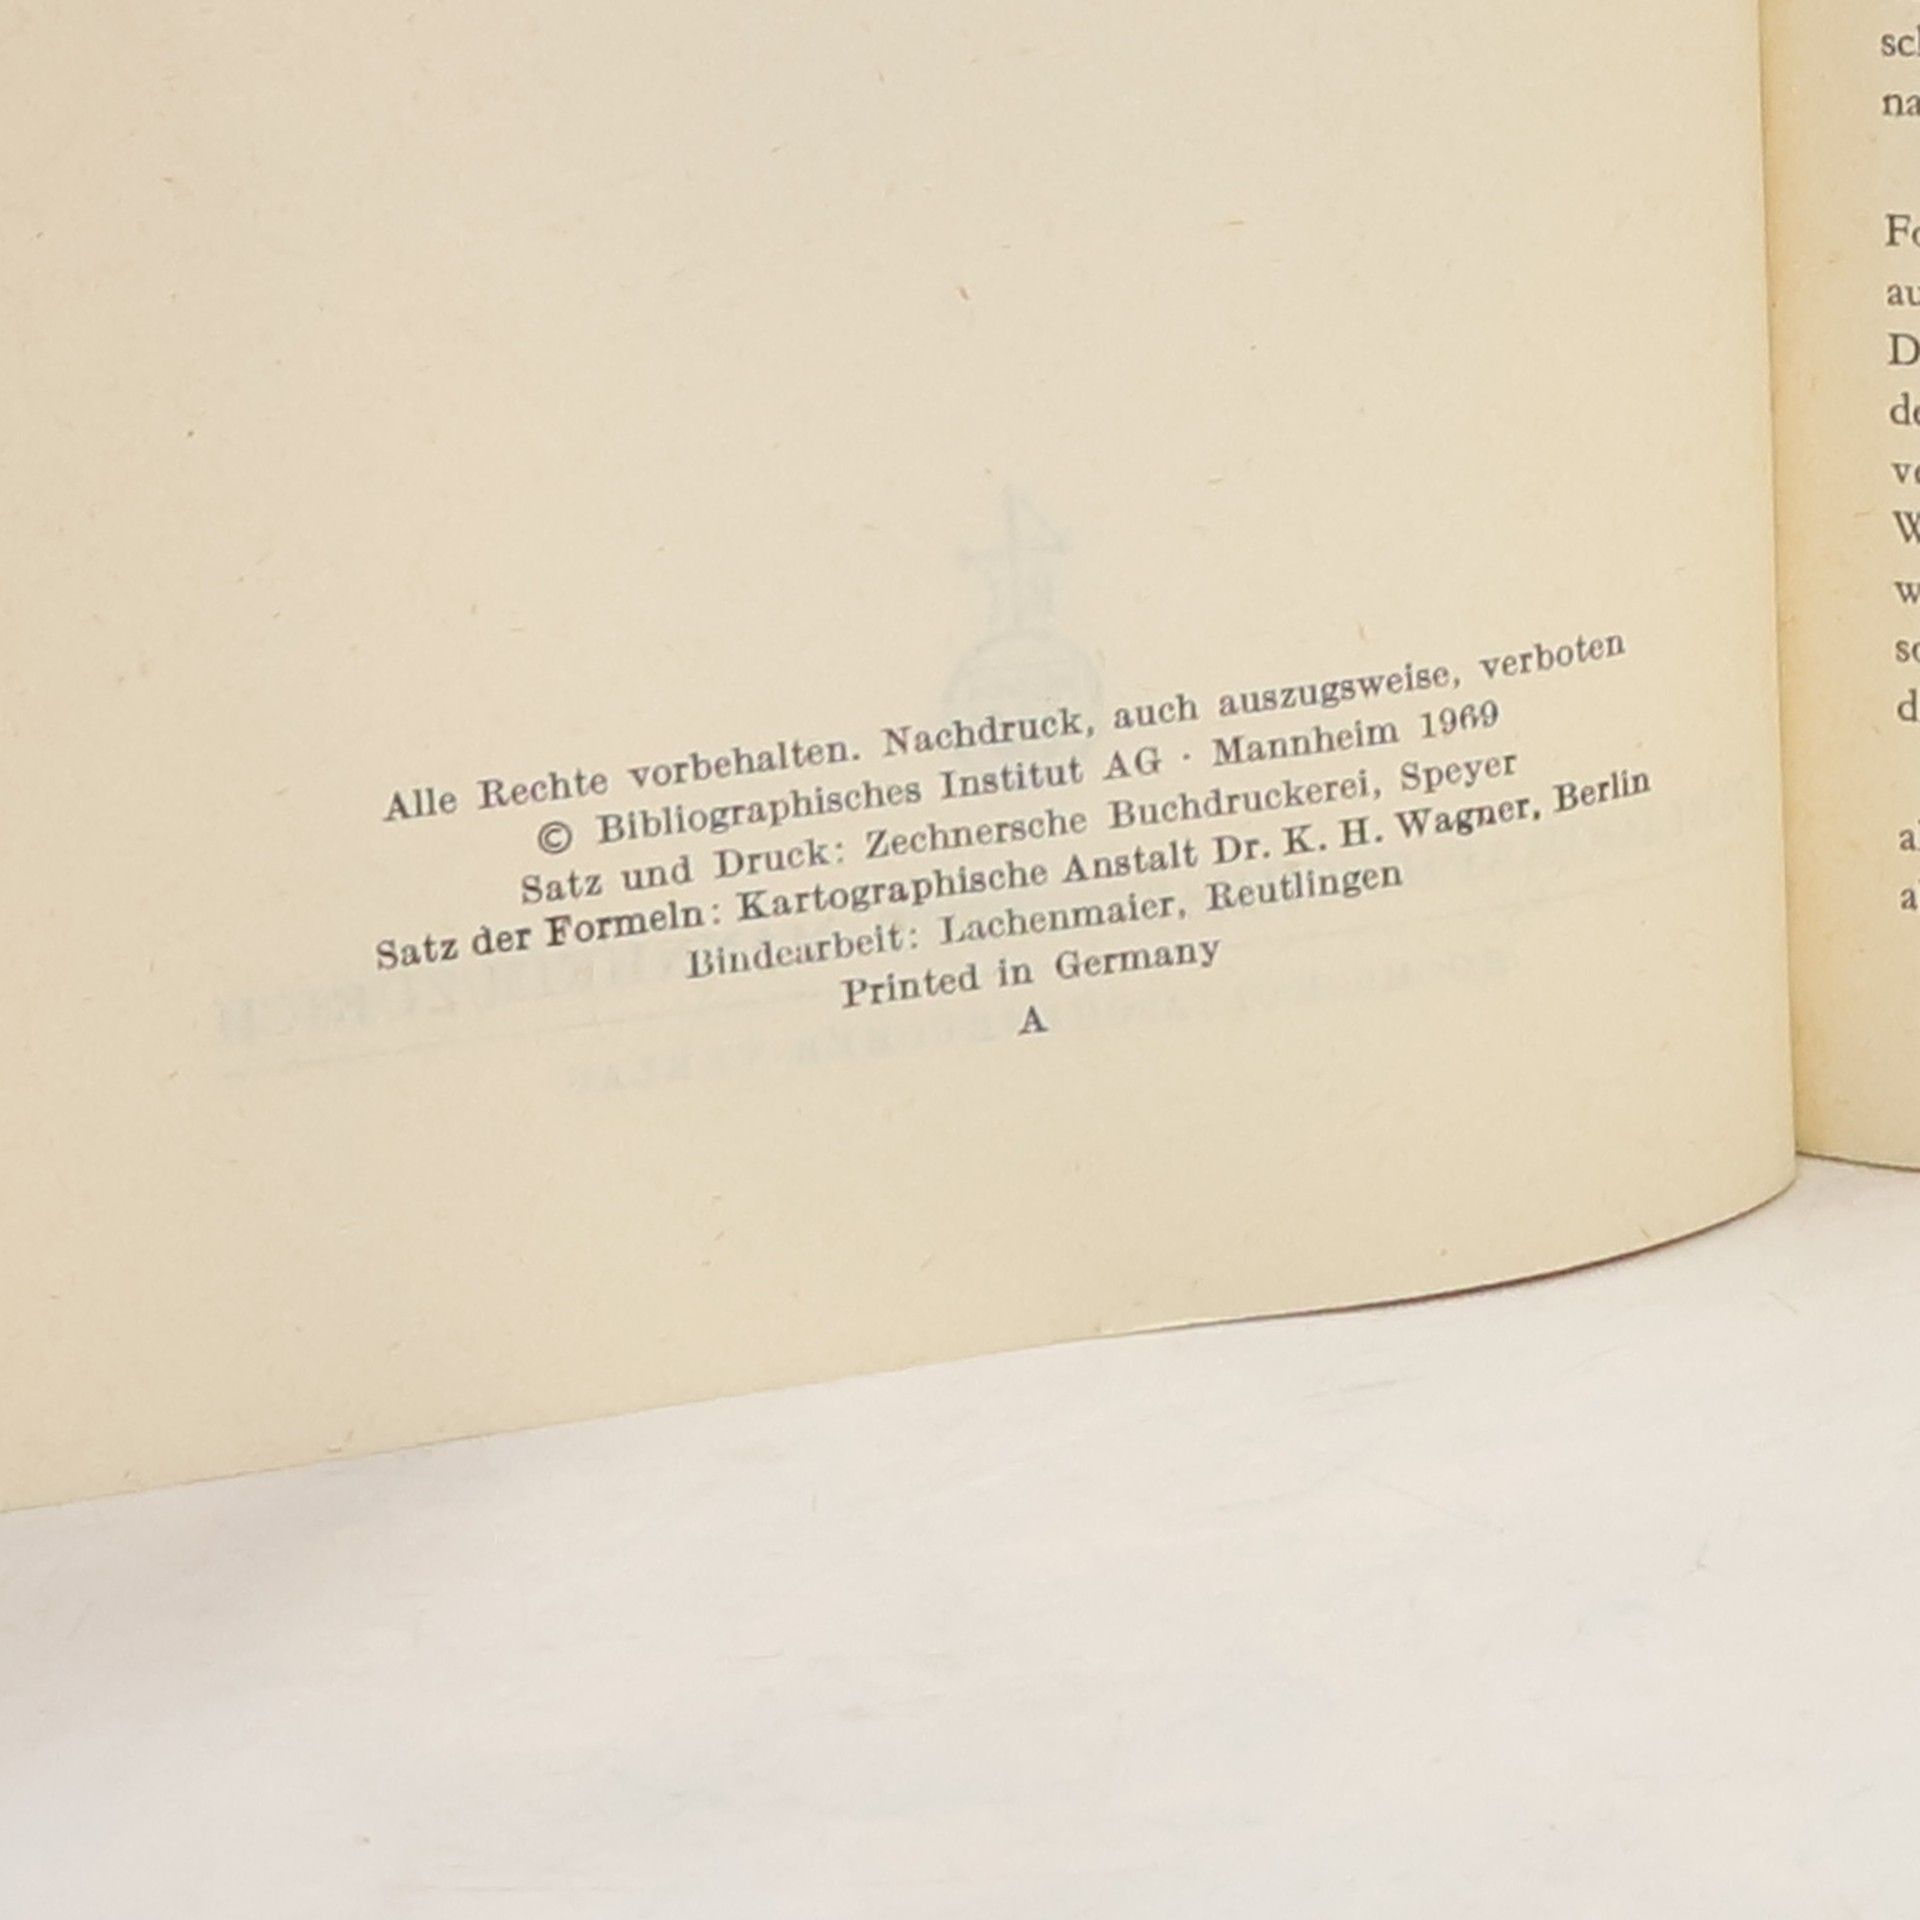 Alle Rechte vorbehalten. Nachdruck, auch auszugsweise, verboten
© Bibliographisches Institut AG · Mannheim 1969
Satz und Druck: Zechnersche Buchdruckerei, Speyer
Satz der Formeln: Kartographische Anstalt Dr. K. H. Wagner, Berlin
Bindearbeit: Lachenmaier, Reutlingen
Printed in Germany
A